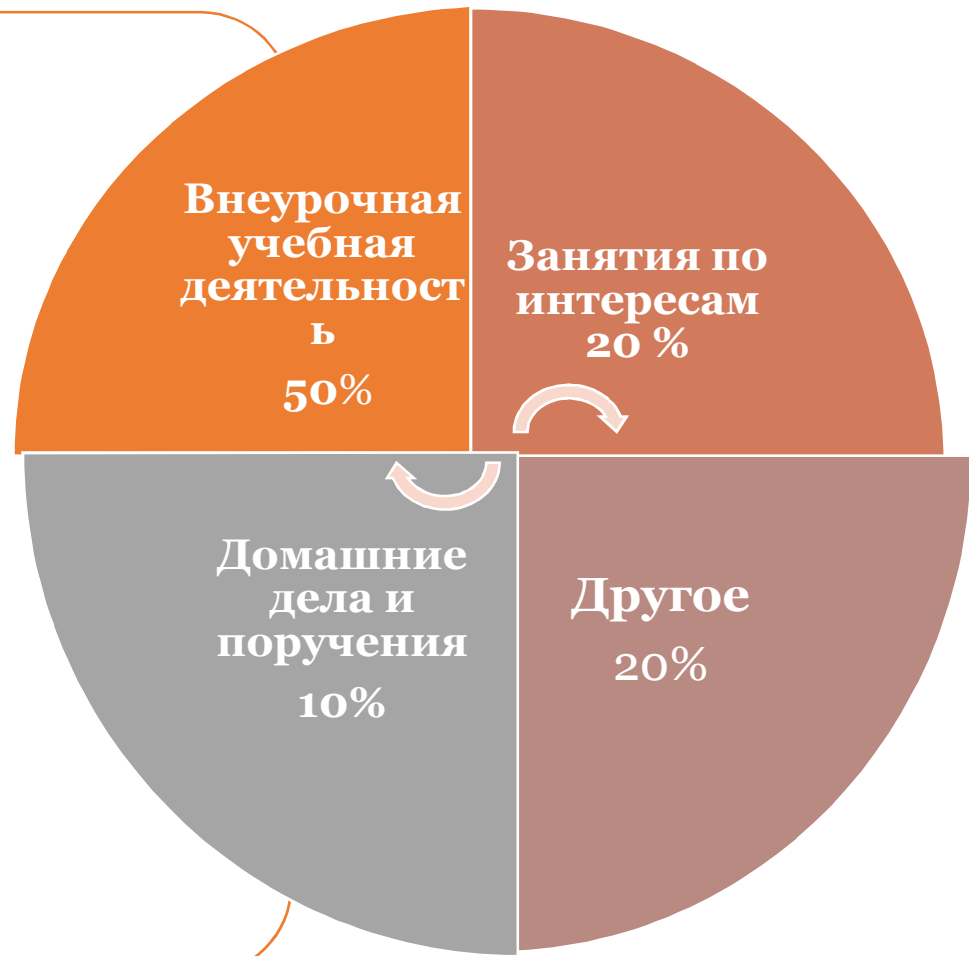 Внеурочная
учебная
деятельност
ь
50%
Занятия по
интересам
20 %
Домашние
дела и
поручения
10%
Другое
20%